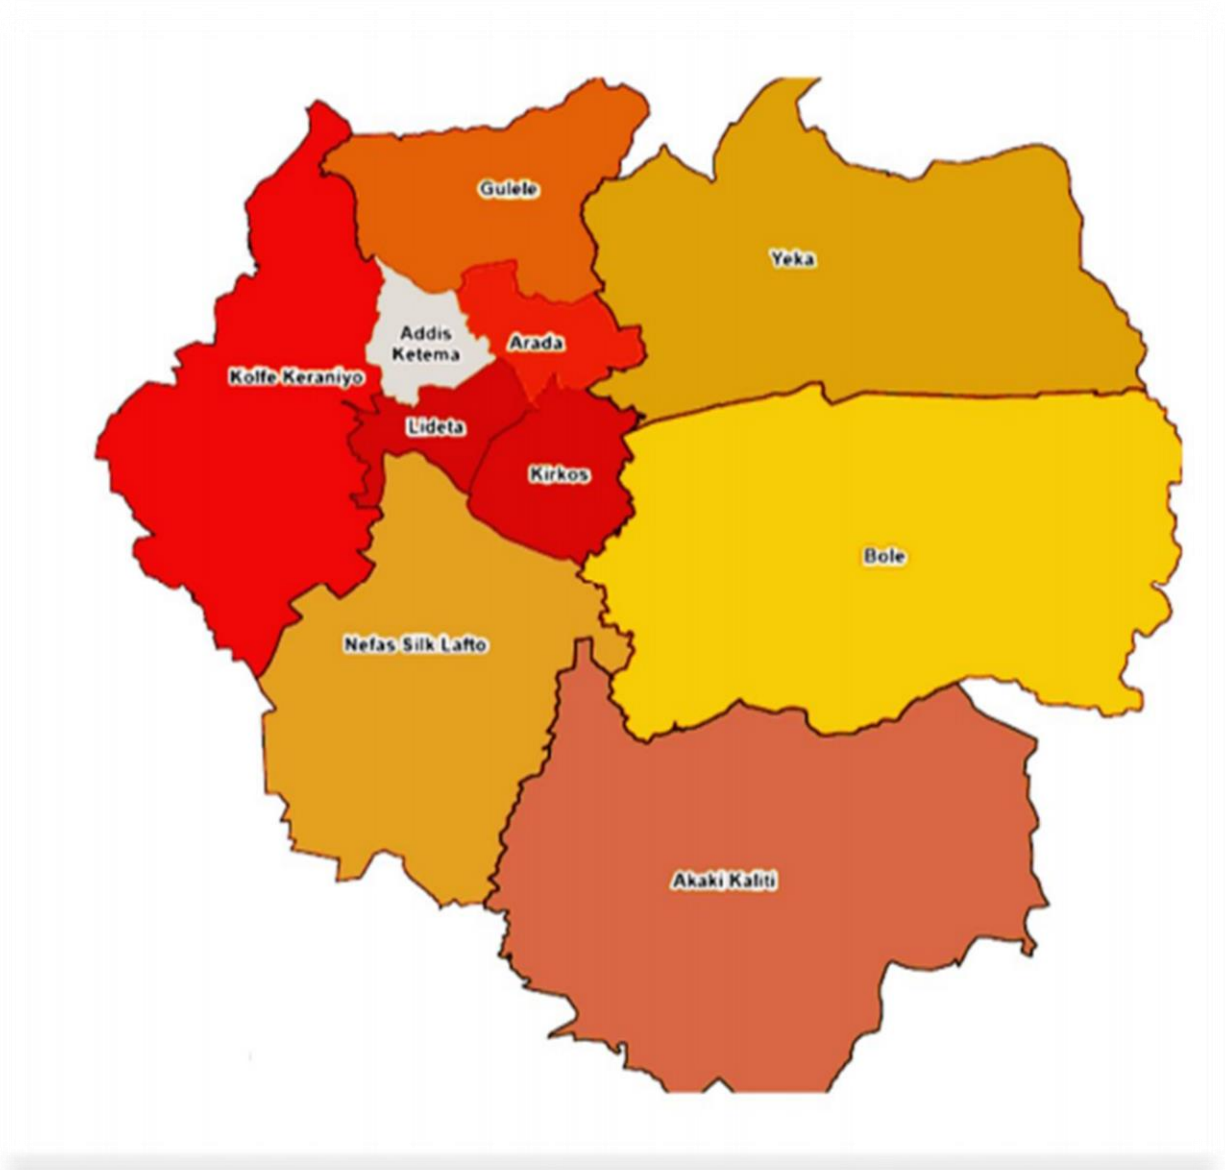 Gulele
Yeka
Addis
Ketema
Arada
Kolfe Keraniyo
Lideta
Kirkos
Bole
Nefas Silk Lafto
Akaki Kaliti